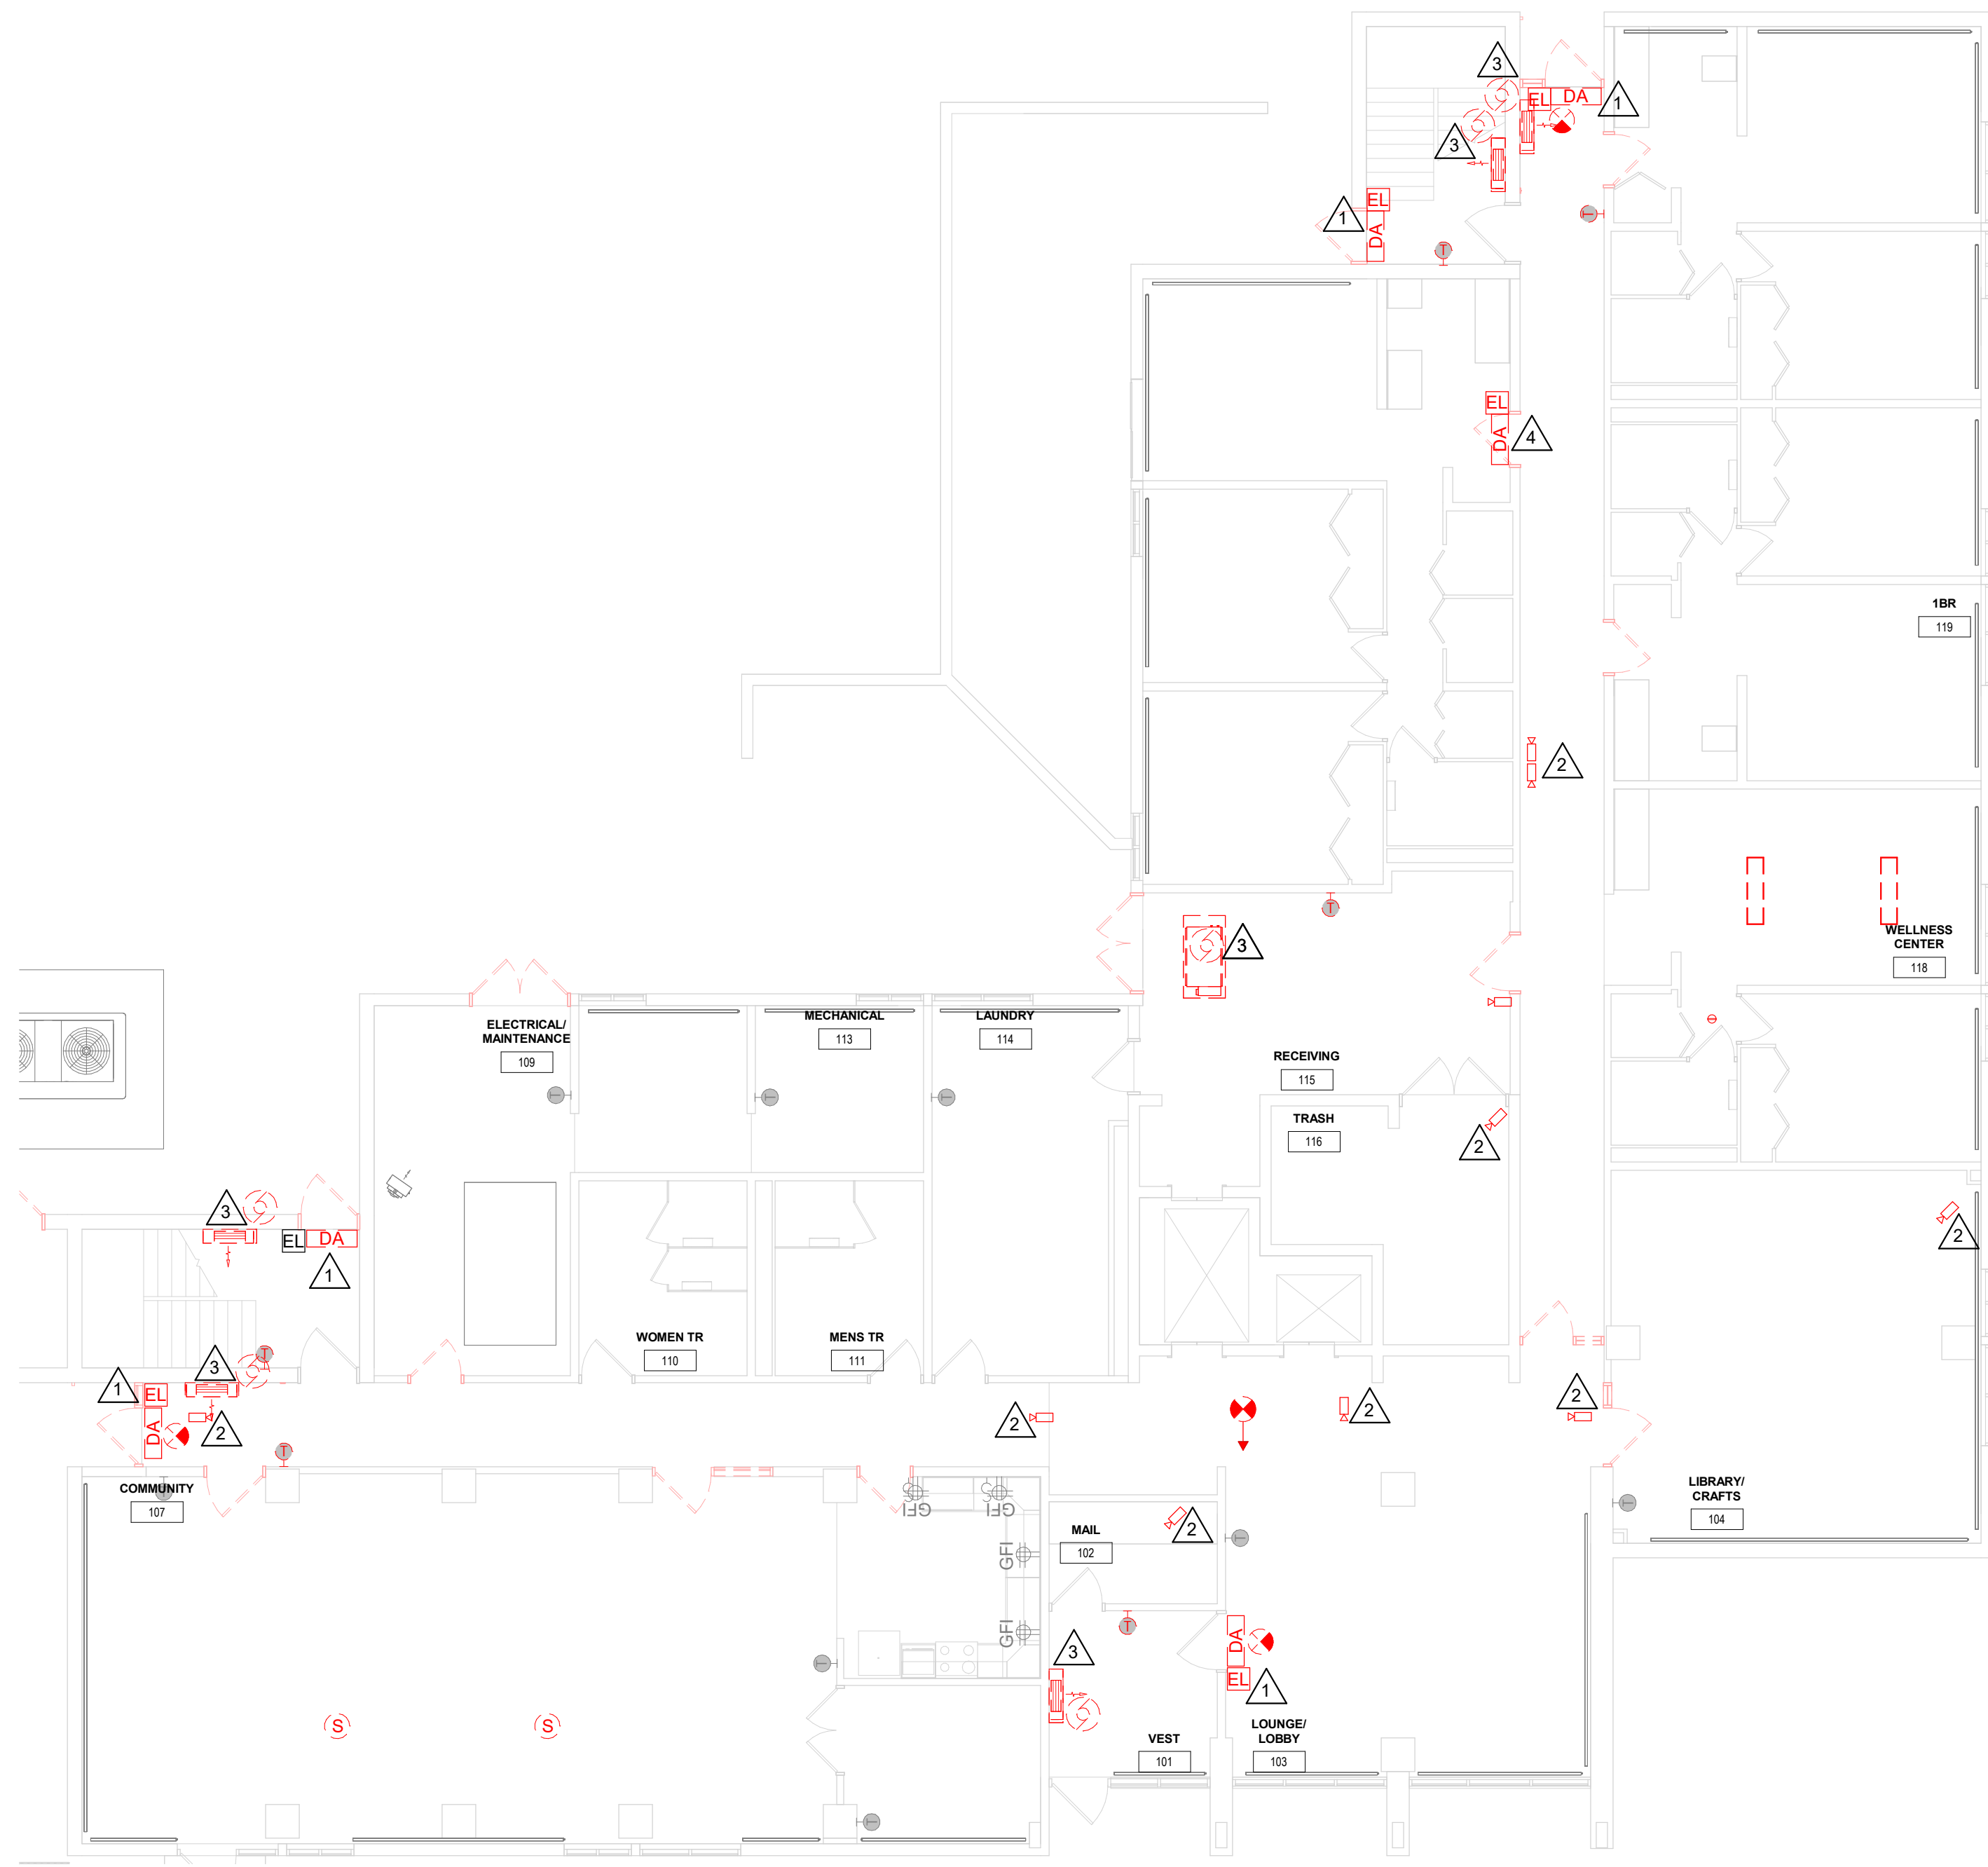 3
EL
DA
1
3
EL
1
DA
T
T
EL
DA
4
1BR
119
2
T
3
WELLNESS
CENTER
118
ELECTRICAL/
MAINTENANCE
109
MECHANICAL
113
LAUNDRY
114
T
T
T
RECEIVING
115
TRASH
116
2
3
EL
DA
1
2
WOMEN TR
110
MENS TR
111
T
3
1
EL
DA
2
2
2
2
T
COMMUNITY
107
T
S
S
GFI
GFI
GFI
GFI
LIBRARY/
CRAFTS
104
T
MAIL
102
2
T
T
DA
EL
1
3
T
S
S
VEST
101
LOUNGE/
LOBBY
103
T